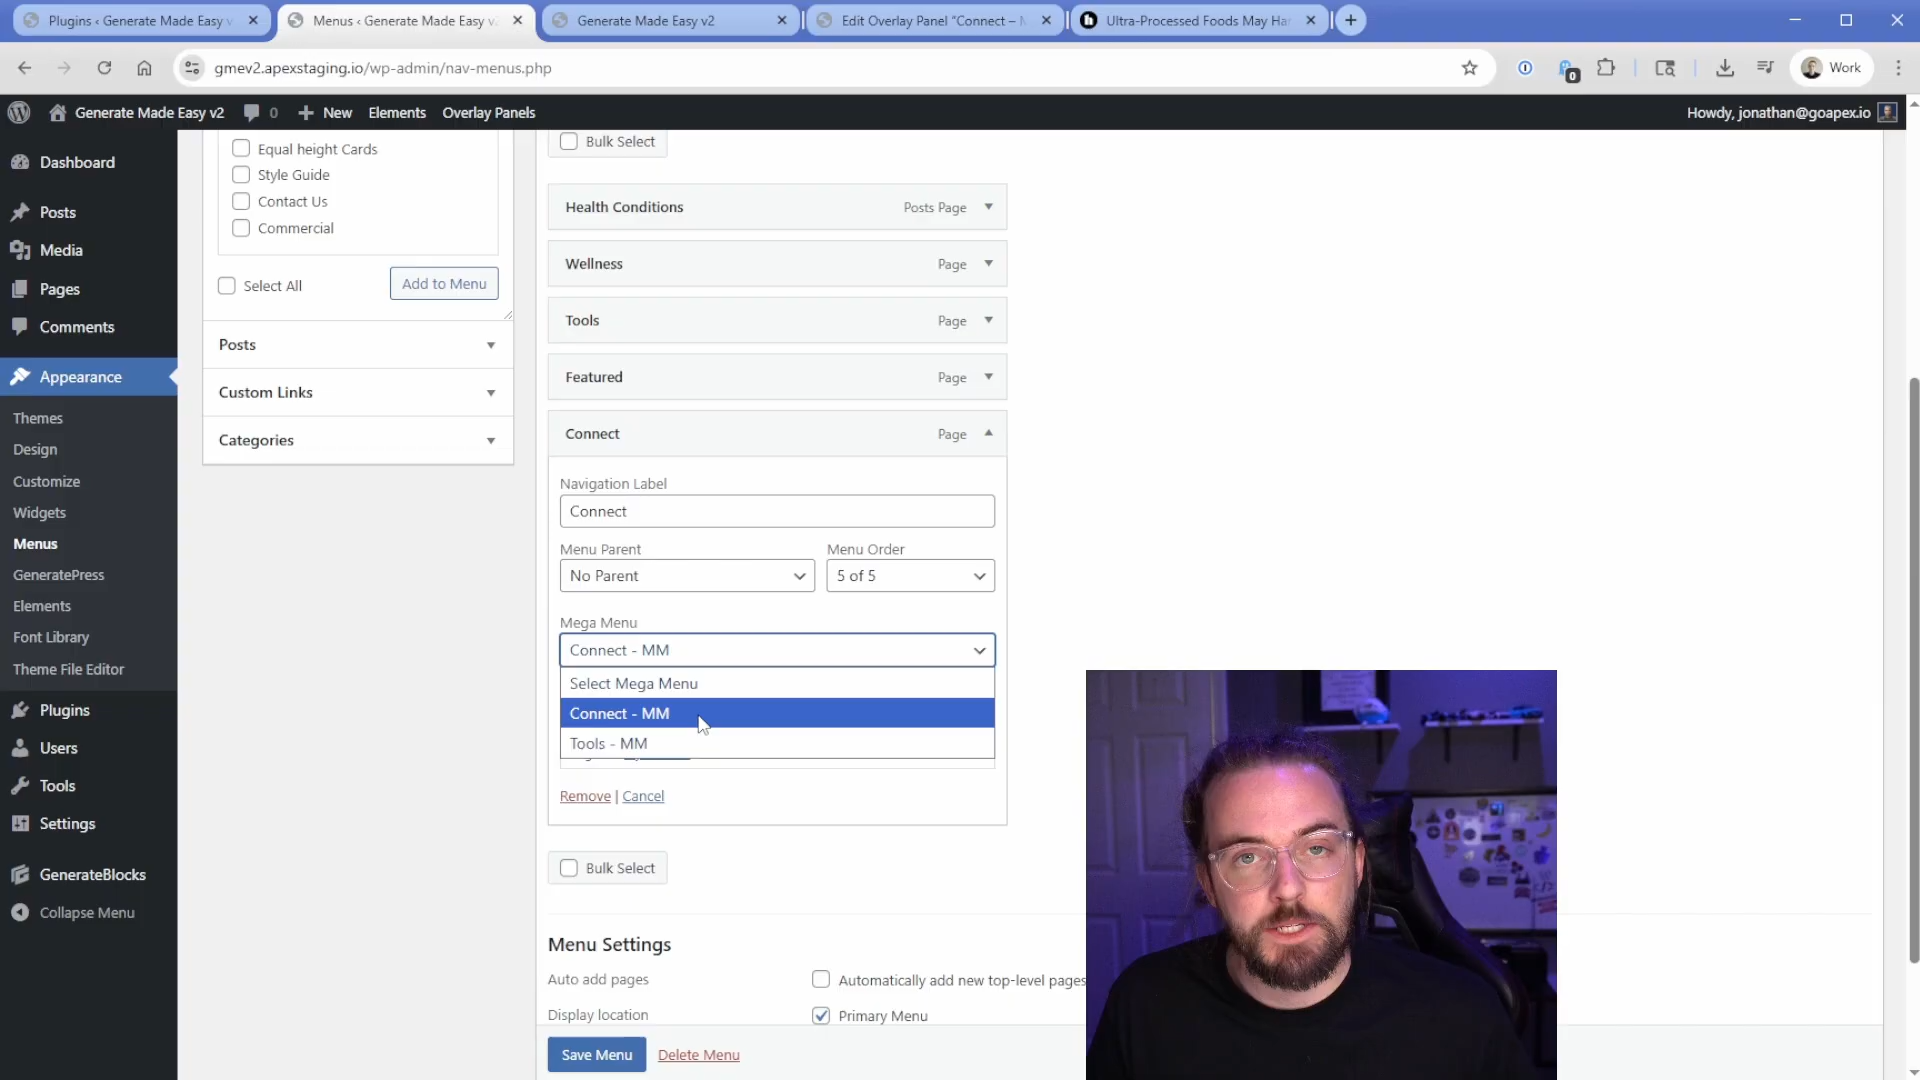 Plugins ‹ Generate Made Easy v
Menus ‹ Generate Made Easy v
Generate Made Easy v2
Edit Overlay Panel "Connect –
Ultra-Processed Foods May Ha
gmev2.apexstaging.io/wp-admin/nav-menus.php
0
Work
Generate Made Easy v2
0
New
Elements
Overlay Panels
Howdy, jonathan@goapex.io
Dashboard
Posts
Media
Pages
Comments
Appearance
Themes
Design
Customize
Widgets
Menus
GeneratePress
Elements
Font Library
Theme File Editor
Plugins
Users
Tools
Settings
GenerateBlocks
Collapse Menu
Equal height Cards
Style Guide
Contact Us
Commercial
Select All
Add to Menu
Posts
Custom Links
Categories
Bulk Select
Health Conditions Posts Page
Wellness Page
Tools Page
Featured Page
Connect Page
Navigation Label
Connect
Menu Parent Menu Order
No Parent 5 of 5
Mega Menu
Connect - MM
Select Mega Menu
Connect - MM
Tools - MM
Remove | Cancel
Bulk Select
Menu Settings
Auto add pages Automatically add new top-level pages
Display location Primary Menu
Save Menu Delete Menu